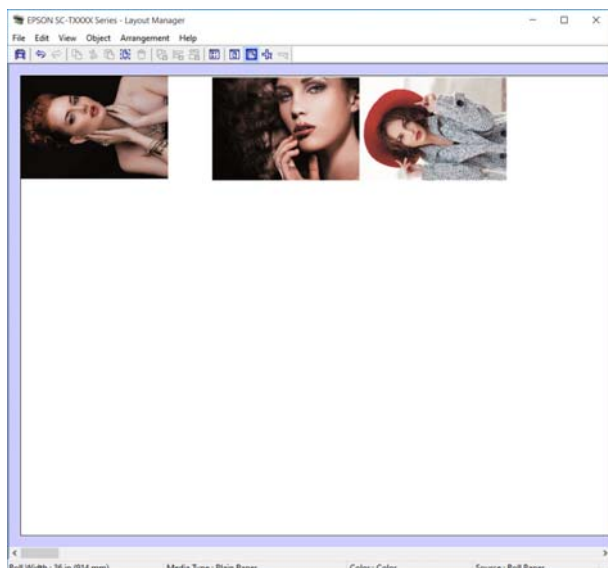 EPSON SC-TXXXX Series - Layout Manager
File Edit View Object Arrangement Help
Roll Width : 36 in (914 mm) Media Type : Plain Paper Color : Color Source : Roll Paper